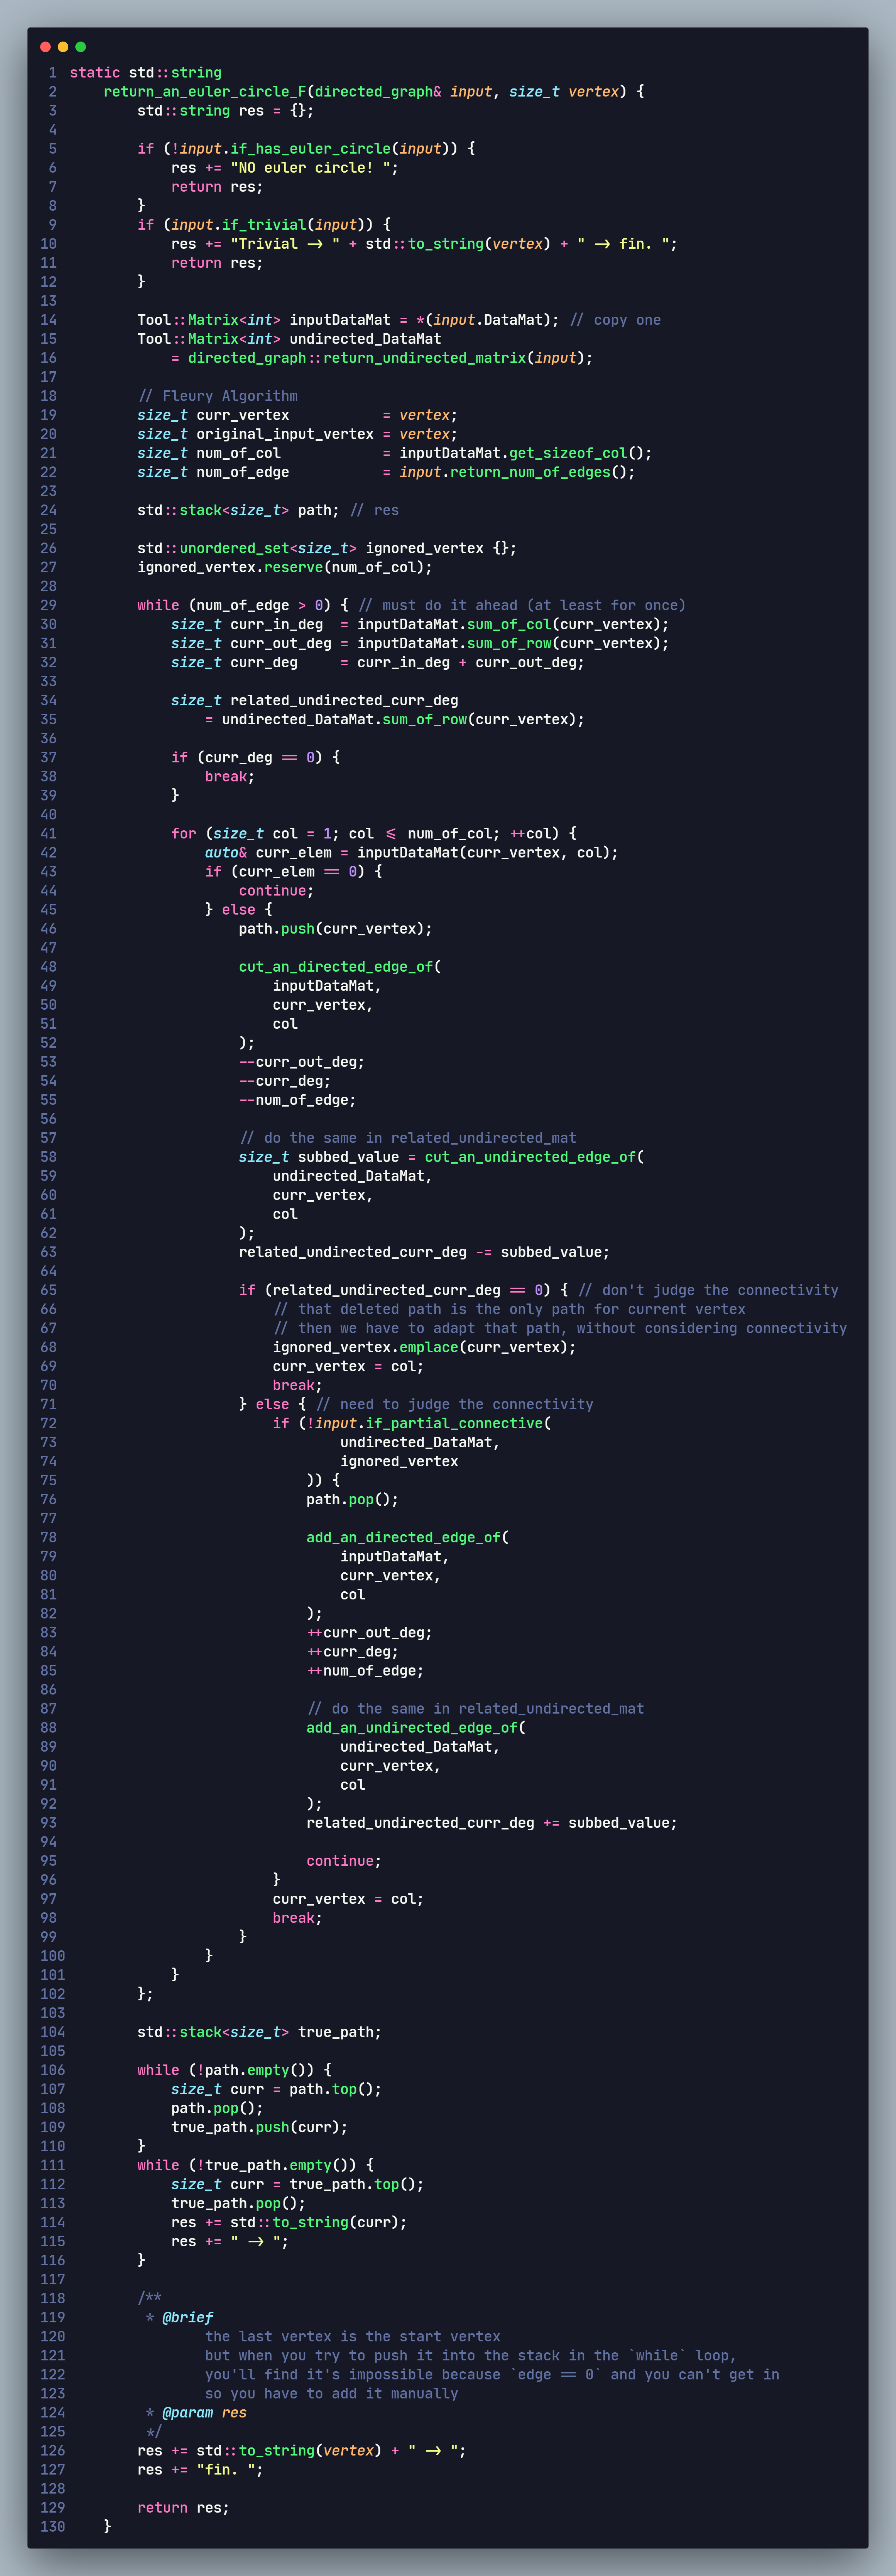 1 static std::string
2     return_an_euler_circle_F(directed_graph& input, size_t vertex) {
3         std::string res = {};
4
5         if (!input.if_has_euler_circle(input)) {
6             res += "NO euler circle! ";
7             return res;
8         }
9         if (input.if_trivial(input)) {
10             res += "Trivial -> " + std::to_string(vertex) + " -> fin. ";
11             return res;
12         }
13
14         Tool::Matrix<int> inputDataMat = *(input.DataMat); // copy one
15         Tool::Matrix<int> undirected_DataMat
16             = directed_graph::return_undirected_matrix(input);
17
18         // Fleury Algorithm
19         size_t curr_vertex           = vertex;
20         size_t original_input_vertex = vertex;
21         size_t num_of_col            = inputDataMat.get_sizeof_col();
22         size_t num_of_edge           = input.return_num_of_edges();
23
24         std::stack<size_t> path; // res
25
26         std::unordered_set<size_t> ignored_vertex {};
27         ignored_vertex.reserve(num_of_col);
28
29         while (num_of_edge > 0) { // must do it ahead (at least for once)
30             size_t curr_in_deg  = inputDataMat.sum_of_col(curr_vertex);
31             size_t curr_out_deg = inputDataMat.sum_of_row(curr_vertex);
32             size_t curr_deg     = curr_in_deg + curr_out_deg;
33
34             size_t related_undirected_curr_deg
35                 = undirected_DataMat.sum_of_row(curr_vertex);
36
37             if (curr_deg == 0) {
38                 break;
39             }
40
41             for (size_t col = 1; col <= num_of_col; ++col) {
42                 auto& curr_elem = inputDataMat(curr_vertex, col);
43                 if (curr_elem == 0) {
44                     continue;
45                 } else {
46                     path.push(curr_vertex);
47
48                     cut_an_directed_edge_of(
49                         inputDataMat,
50                         curr_vertex,
51                         col
52                     );
53                     --curr_out_deg;
54                     --curr_deg;
55                     --num_of_edge;
56
57                     // do the same in related_undirected_mat
58                     size_t subbed_value = cut_an_undirected_edge_of(
59                         undirected_DataMat,
60                         curr_vertex,
61                         col
62                     );
63                     related_undirected_curr_deg -= subbed_value;
64
65                     if (related_undirected_curr_deg == 0) { // don't judge the connectivity
66                         // that deleted path is the only path for current vertex
67                         // then we have to adapt that path, without considering connectivity
68                         ignored_vertex.emplace(curr_vertex);
69                         curr_vertex = col;
70                         break;
71                     } else { // need to judge the connectivity
72                         if (!input.if_partial_connective(
73                                 undirected_DataMat,
74                                 ignored_vertex
75                             )) {
76                             path.pop();
77
78                             add_an_directed_edge_of(
79                                 inputDataMat,
80                                 curr_vertex,
81                                 col
82                             );
83                             ++curr_out_deg;
84                             ++curr_deg;
85                             ++num_of_edge;
86
87                             // do the same in related_undirected_mat
88                             add_an_undirected_edge_of(
89                                 undirected_DataMat,
90                                 curr_vertex,
91                                 col
92                             );
93                             related_undirected_curr_deg += subbed_value;
94
95                             continue;
96                         }
97                         curr_vertex = col;
98                         break;
99                     }
100                 }
101             }
102         };
103
104         std::stack<size_t> true_path;
105
106         while (!path.empty()) {
107             size_t curr = path.top();
108             path.pop();
109             true_path.push(curr);
110         }
111         while (!true_path.empty()) {
112             size_t curr = true_path.top();
113             true_path.pop();
114             res += std::to_string(curr);
115             res += " -> ";
116         }
117
118         /**
119          * @brief
120                 the last vertex is the start vertex
121                 but when you try to push it into the stack in the `while` loop,
122                 you'll find it's impossible because `edge == 0` and you can't get in
123                 so you have to add it manually
124          * @param res
125          */
126         res += std::to_string(vertex) + " -> ";
127         res += "fin. ";
128
129         return res;
130     }